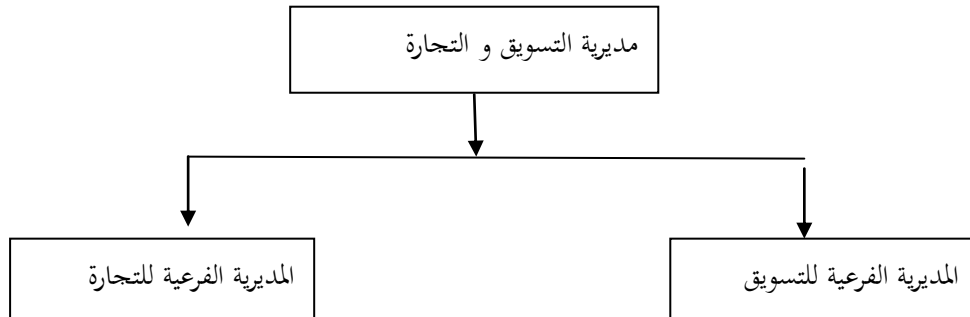 مديرية التسويق و التجارة
المديرية الفرعية للتسويق
المديرية الفرعية للتجارة